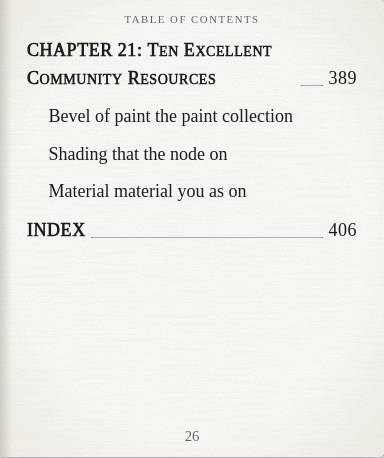 TABLE OF CONTENTS
CHAPTER 21: TEN EXCELLENT
COMMUNITY RESOURCES 389
Bevel of paint the paint collection
Shading that the node on
Material material you as on
INDEX 406
26